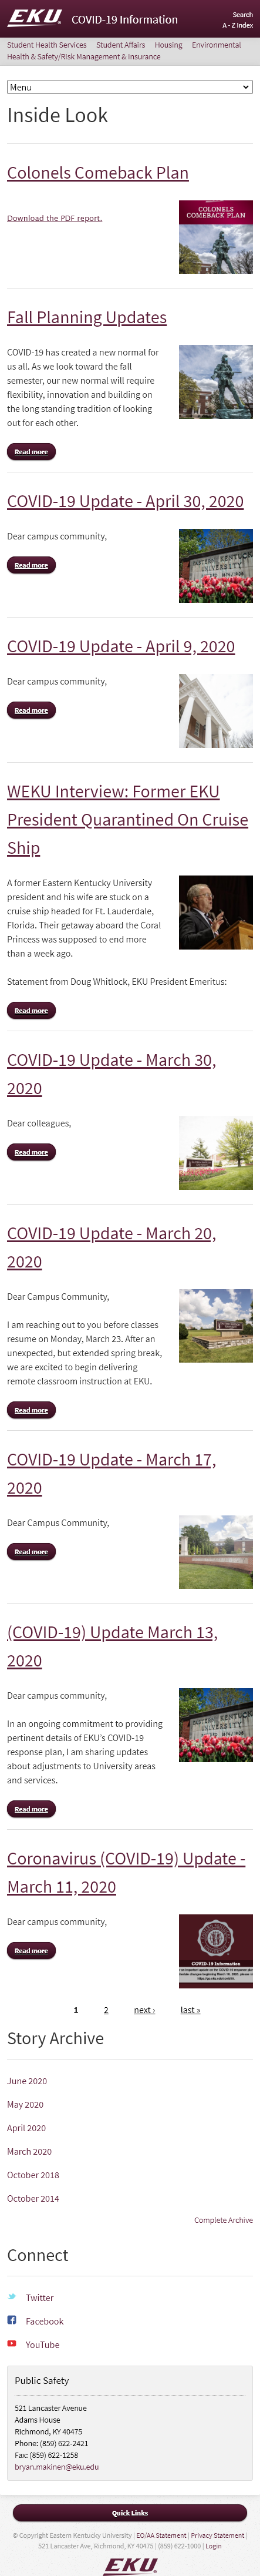 EKU COVID-19 Information
Search
A - Z Index
Student Health Services Student Affairs Housing Environmental
Health & Safety/Risk Management & Insurance
Menu
Inside Look
Colonels Comeback Plan
COLONELS
COMEBACK PLAN
Download the PDF report.
Fall Planning Updates
COVID-19 has created a new normal for
us all. As we look toward the fall
semester, our new normal will require
flexibility, innovation and building on
the long standing tradition of looking
out for each other.
Read more
COVID-19 Update - April 30, 2020
Dear campus community,
EASTERN KENTUCKY
UNIVERSITY
Read more
COVID-19 Update - April 9, 2020
Dear campus community,
Read more
WEKU Interview: Former EKU
President Quarantined On Cruise
Ship
A former Eastern Kentucky University
president and his wife are stuck on a
cruise ship headed for Ft. Lauderdale,
Florida. Their getaway aboard the Coral
Princess was supposed to end more
than a week ago.
Statement from Doug Whitlock, EKU President Emeritus:
Read more
COVID-19 Update - March 30,
2020
Dear colleagues,
Read more
COVID-19 Update - March 20,
2020
Dear Campus Community,
I am reaching out to you before classes
resume on Monday, March 23. After an
unexpected, but extended spring break,
we are excited to begin delivering
remote classroom instruction at EKU.
Read more
COVID-19 Update - March 17,
2020
Dear Campus Community,
Read more
(COVID-19) Update March 13,
2020
Dear campus community,
EASTERN KENTUCKY
UNIVERSITY
In an ongoing commitment to providing
pertinent details of EKU's COVID-19
response plan, I am sharing updates
about adjustments to University areas
and services.
Read more
Coronavirus (COVID-19) Update -
March 11, 2020
Dear campus community,
COVID-19 Information
Read more
1 2 next › last »
Story Archive
June 2020
May 2020
April 2020
March 2020
October 2018
October 2014
Complete Archive
Connect
Twitter
Facebook
YouTube
Public Safety
521 Lancaster Avenue
Adams House
Richmond, KY 40475
Phone: (859) 622-2421
Fax: (859) 622-1258
bryan.makinen@eku.edu
Quick Links
© Copyright Eastern Kentucky University | EO/AA Statement | Privacy Statement |
521 Lancaster Ave, Richmond, KY 40475 | (859) 622-1000 | Login
EKU